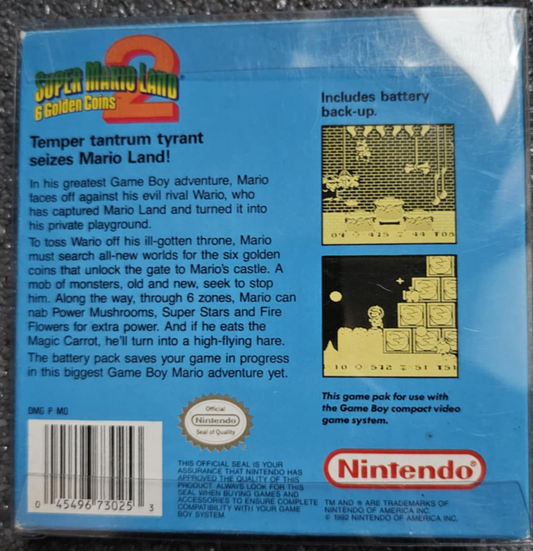 SUPER MARIO LAND 2
6 Golden Coins™
Temper tantrum tyrant
seizes Mario Land!
In his greatest Game Boy adventure, Mario
faces off against his evil rival Wario, who
has captured Mario Land and turned it into
his private playground.
To toss Wario off his ill-gotten throne, Mario
must search all-new worlds for the six golden
coins that unlock the gate to Mario's castle. A
mob of monsters, old and new, seek to stop
him. Along the way, through 6 zones, Mario can
nab Power Mushrooms, Super Stars and Fire
Flowers for extra power. And if he eats the
Magic Carrot, he'll turn into a high-flying hare.
The battery pack saves your game in progress
in this biggest Game Boy Mario adventure yet.
Includes battery
back-up.
This game pak for use with
the Game Boy compact video
game system.
DMG P MQ
0 45496 73025 3
Official
Nintendo
Seal of Quality
THIS OFFICIAL SEAL IS YOUR
ASSURANCE THAT NINTENDO HAS
APPROVED THE QUALITY OF THIS
PRODUCT. ALWAYS LOOK FOR THIS
SEAL WHEN BUYING GAMES AND
ACCESSORIES TO ENSURE COMPLETE
COMPATIBILITY WITH YOUR GAME
BOY SYSTEM.
Nintendo®
TM AND ® ARE TRADEMARKS OF
NINTENDO OF AMERICA INC.
© 1992 NINTENDO OF AMERICA INC.